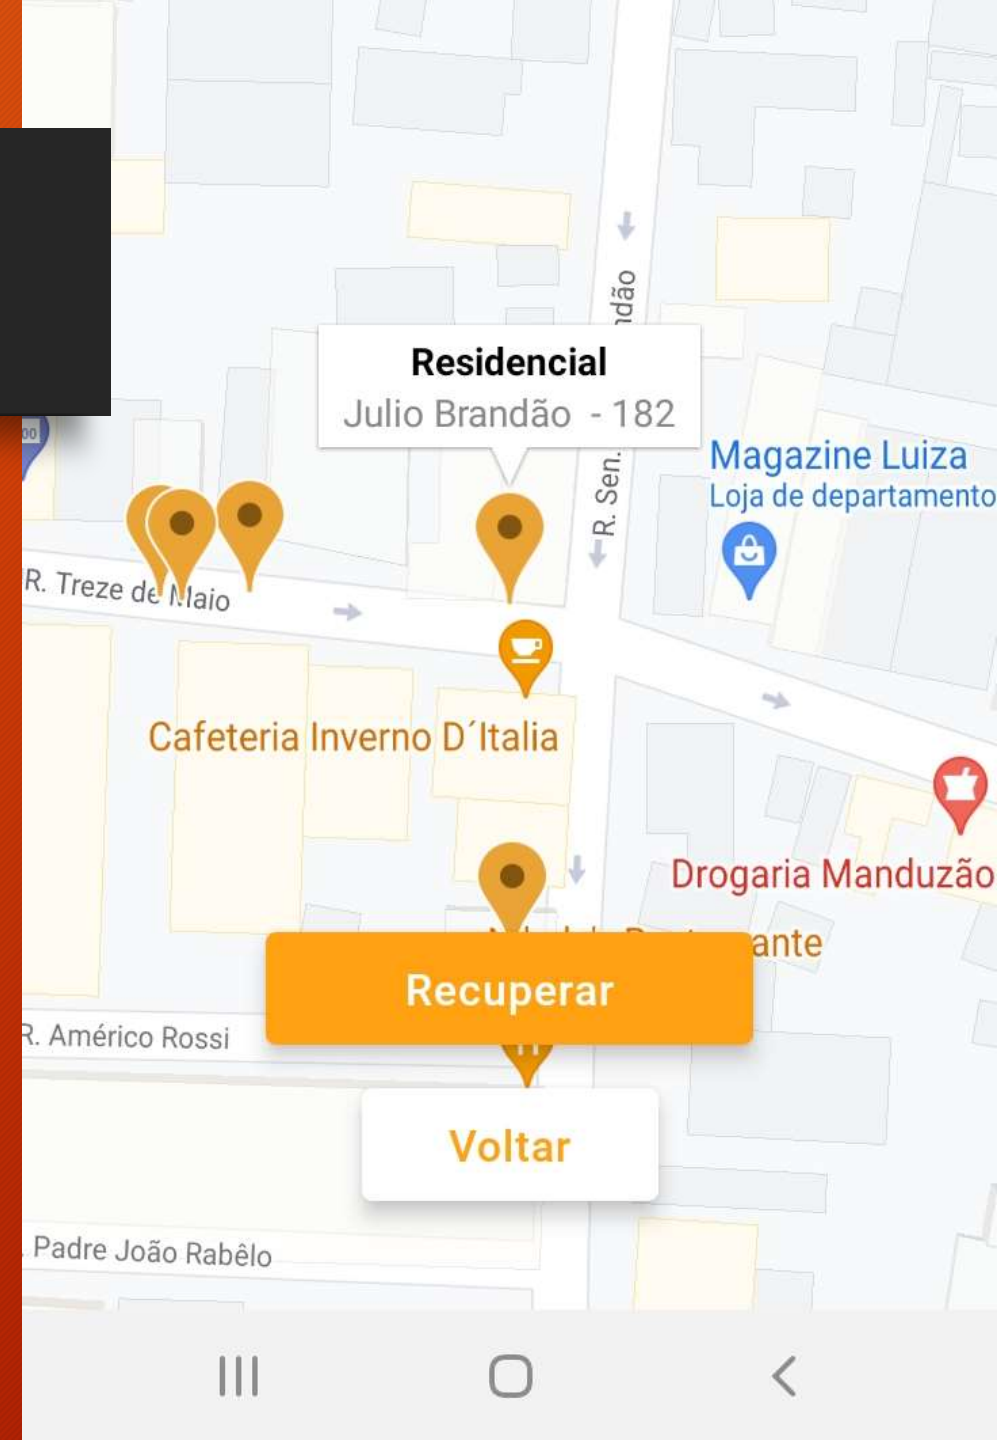 ndão
Residencial
Julio Brandão - 182
R. Sen.
00
Magazine Luiza
Loja de departamento
R. Treze de Maio
Cafeteria Inverno D´Italia
Drogaria Manduzão
ante
Recuperar
R. Américo Rossi
Voltar
. Padre João Rabêlo